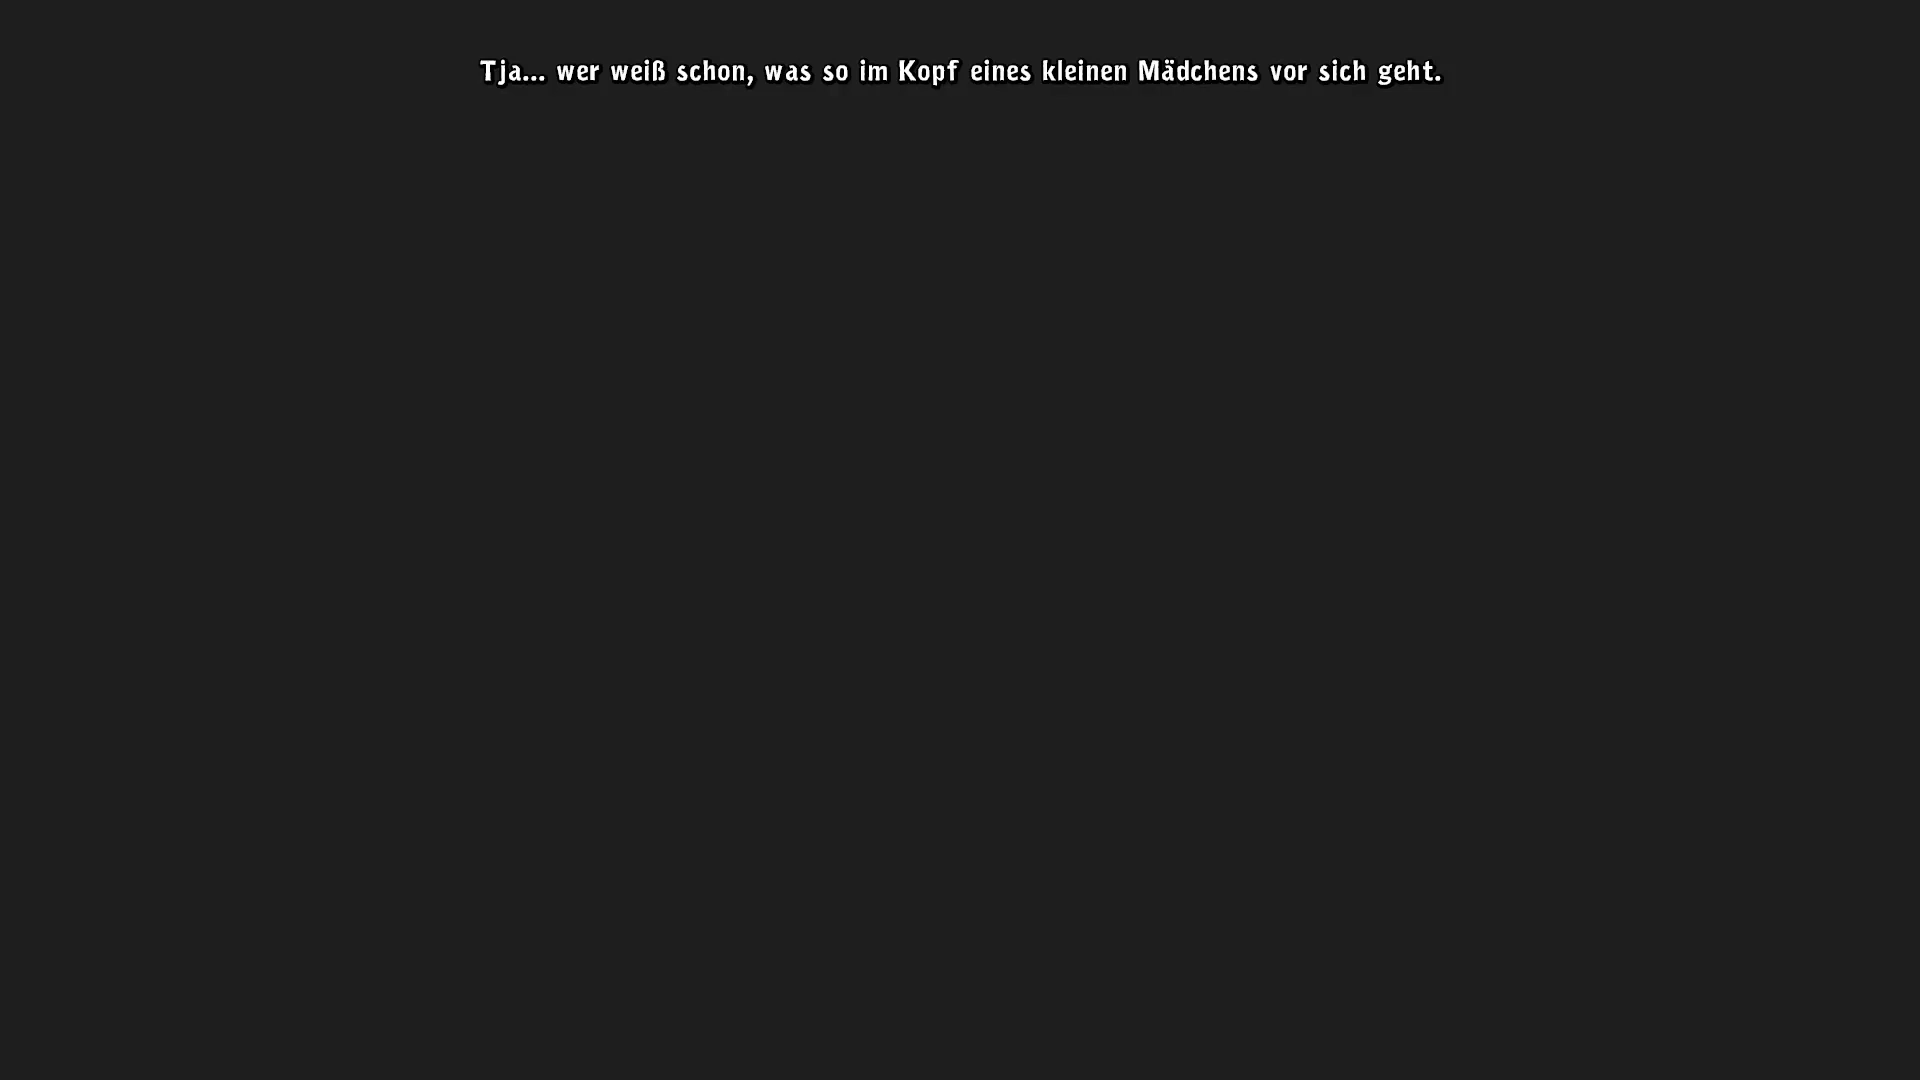 Tja... wer weiß schon, was so im Kopf eines kleinen Mädchens vor sich geht.